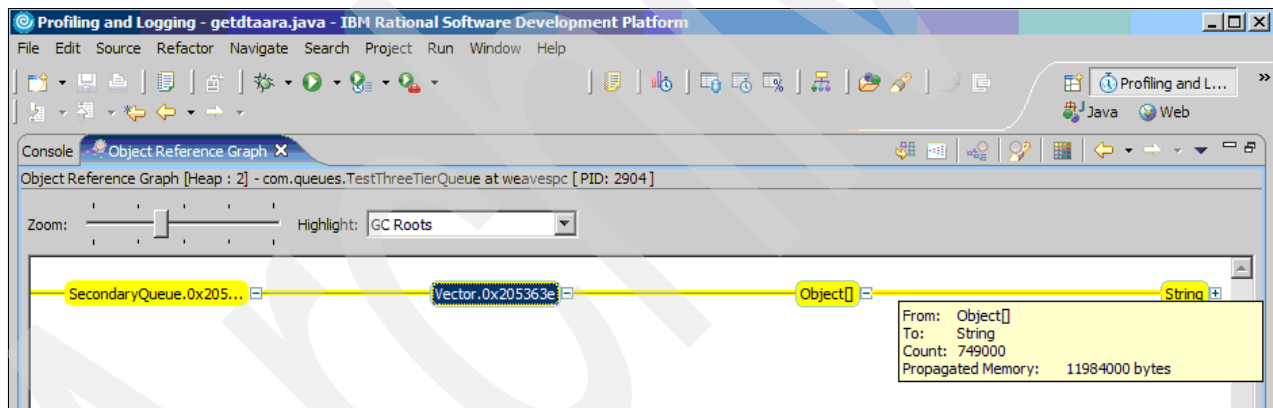 Profiling and Logging - getdtaara.java - IBM Rational Software Development Platform
File Edit Source Refactor Navigate Search Project Run Window Help
Profiling and L... »
Java Web
Console Object Reference Graph
Object Reference Graph [Heap : 2] - com.queues.TestThreeTierQueue at weavespc [ PID: 2904 ]
Zoom: Highlight: GC Roots
SecondaryQueue.0x205... Vector.0x205363e Object[] String
From: Object[]
To: String
Count: 749000
Propagated Memory: 11984000 bytes